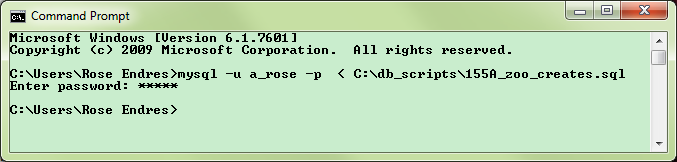 Command Prompt
Microsoft Windows [Version 6.1.7601]
Copyright (c) 2009 Microsoft Corporation.  All rights reserved.
C:\Users\Rose Endres>mysql -u a_rose -p  < C:\db_scripts\155A_zoo_creates.sql
Enter password: *****
C:\Users\Rose Endres>